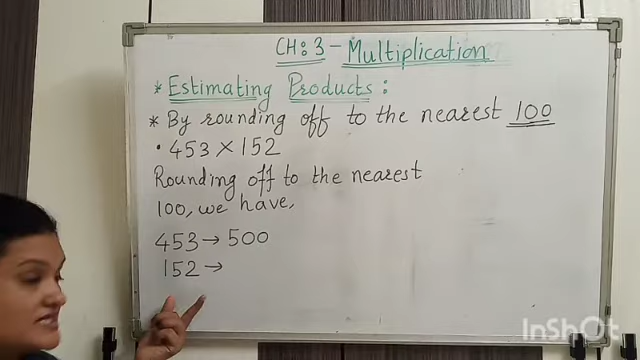 CH: 3 - Multiplication
* Estimating Products:
* By rounding off to the nearest 100
• 453 × 152
Rounding off to the nearest
100, we have,
453 → 500
152 →
InShOt